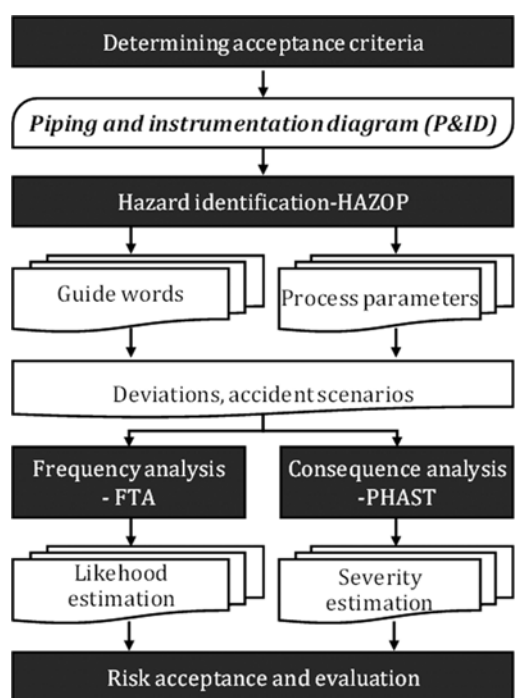 Determining acceptance criteria
Piping and instrumentation diagram (P&ID)
Hazard identification-HAZOP
Guide words
Process parameters
Deviations, accident scenarios
Frequency analysis
- FTA
Consequence analysis
-PHAST
Likehood
estimation
Severity
estimation
Risk acceptance and evaluation